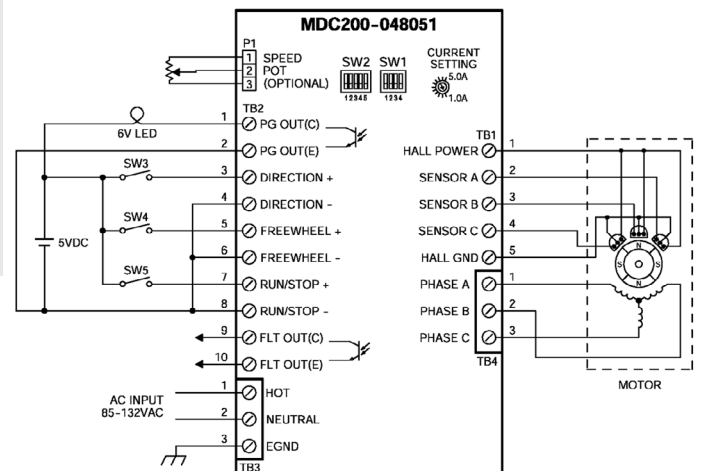 MDC200-048051
P1
1 SPEED
2 POT
3 (OPTIONAL)
SW2 SW1
12345 1234
CURRENT
SETTING
5.0A
1.0A
6V LED
TB2
1 PG OUT(C)
2 PG OUT(E)
SW3
3 DIRECTION +
4 DIRECTION -
SW4
5 FREEWHEEL +
5VDC
6 FREEWHEEL -
SW5
7 RUN/STOP +
8 RUN/STOP -
9 FLT OUT(C)
10 FLT OUT(E)
AC INPUT
85-132VAC
1 HOT
2 NEUTRAL
3 EGND
TB3
TB1
HALL POWER 1
SENSOR A 2
SENSOR B 3
SENSOR C 4
HALL GND 5
PHASE A 1
PHASE B 2
PHASE C 3
TB4
N
S S
N
MOTOR